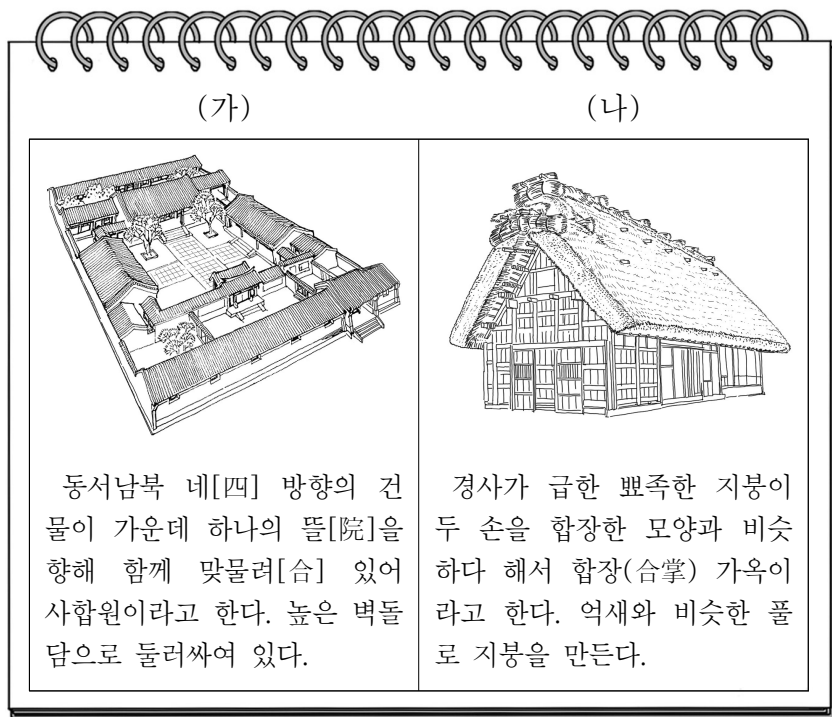 (가)
동서남북 네[四] 방향의 건
물이 가운데 하나의 뜰[院]을
향해 함께 맞물려[合] 있어
사합원이라고 한다. 높은 벽돌
담으로 둘러싸여 있다.
(나)
경사가 급한 뾰족한 지붕이
두 손을 합장한 모양과 비슷
하다 해서 합장(合掌) 가옥이
라고 한다. 억새와 비슷한 풀
로 지붕을 만든다.